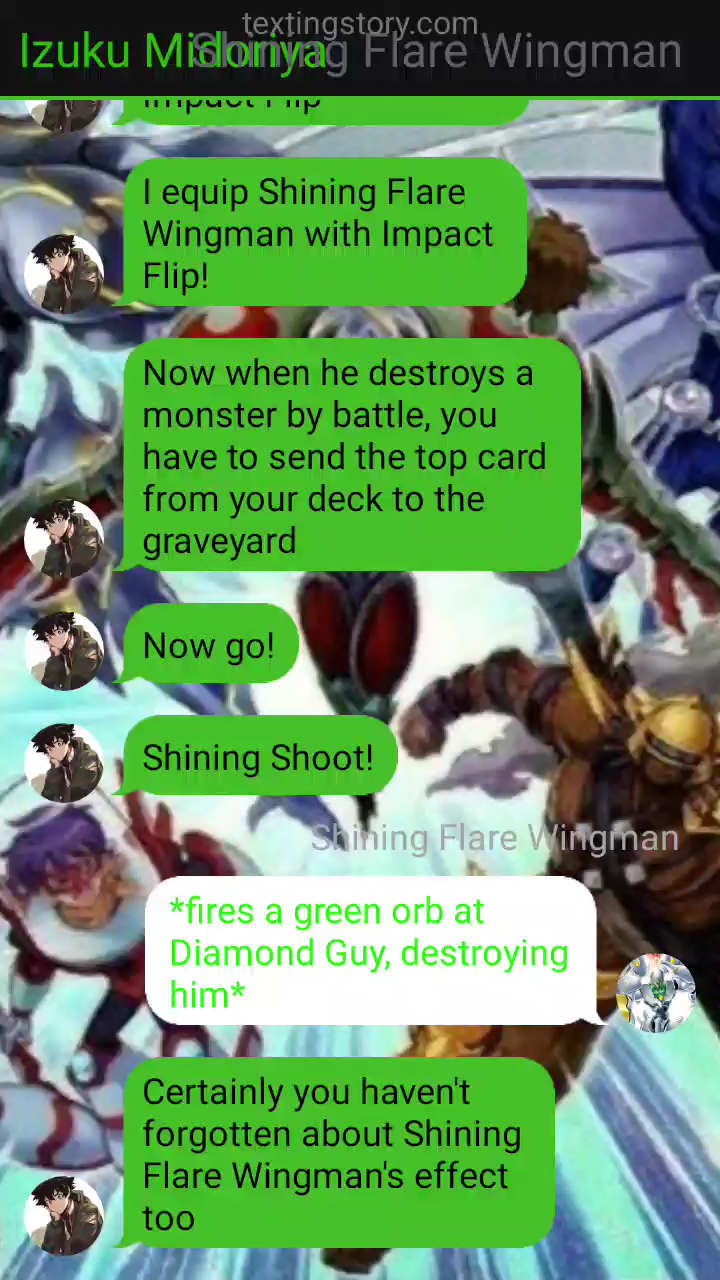 textingstory.com
Izuku Midoriya
Shining Flare Wingman
Impact Flip
I equip Shining Flare
Wingman with Impact
Flip!
Now when he destroys a
monster by battle, you
have to send the top card
from your deck to the
graveyard
Now go!
Shining Shoot!
Shining Flare Wingman
*fires a green orb at
Diamond Guy, destroying
him*
Certainly you haven't
forgotten about Shining
Flare Wingman's effect
too